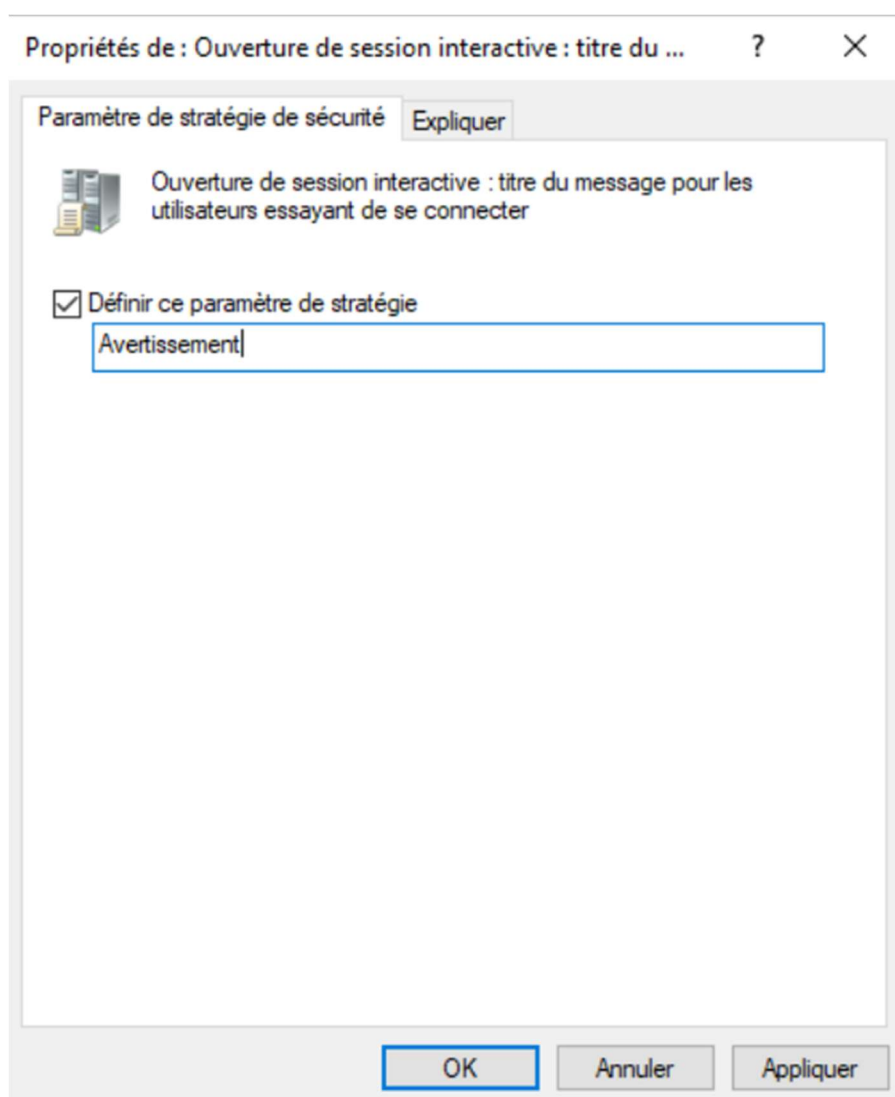 Propriétés de : Ouverture de session interactive : titre du ...
?
Paramètre de stratégie de sécurité
Expliquer
Ouverture de session interactive : titre du message pour les
utilisateurs essayant de se connecter
Définir ce paramètre de stratégie
Avertissement
OK
Annuler
Appliquer